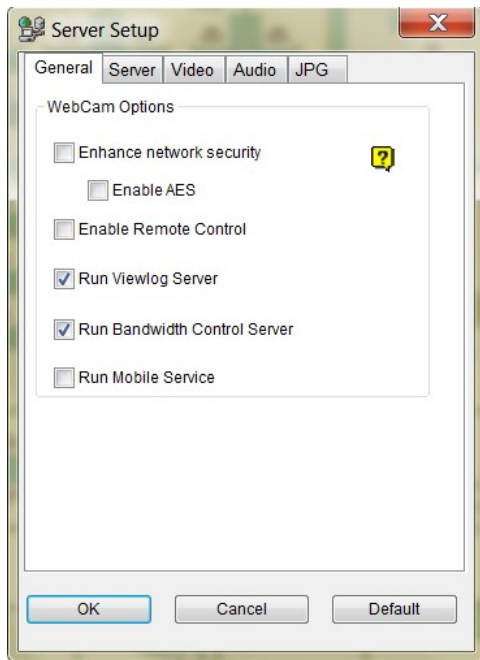 Server Setup
General Server Video Audio JPG
WebCam Options
Enhance network security
Enable AES
Enable Remote Control
Run Viewlog Server
Run Bandwidth Control Server
Run Mobile Service
OK Cancel Default